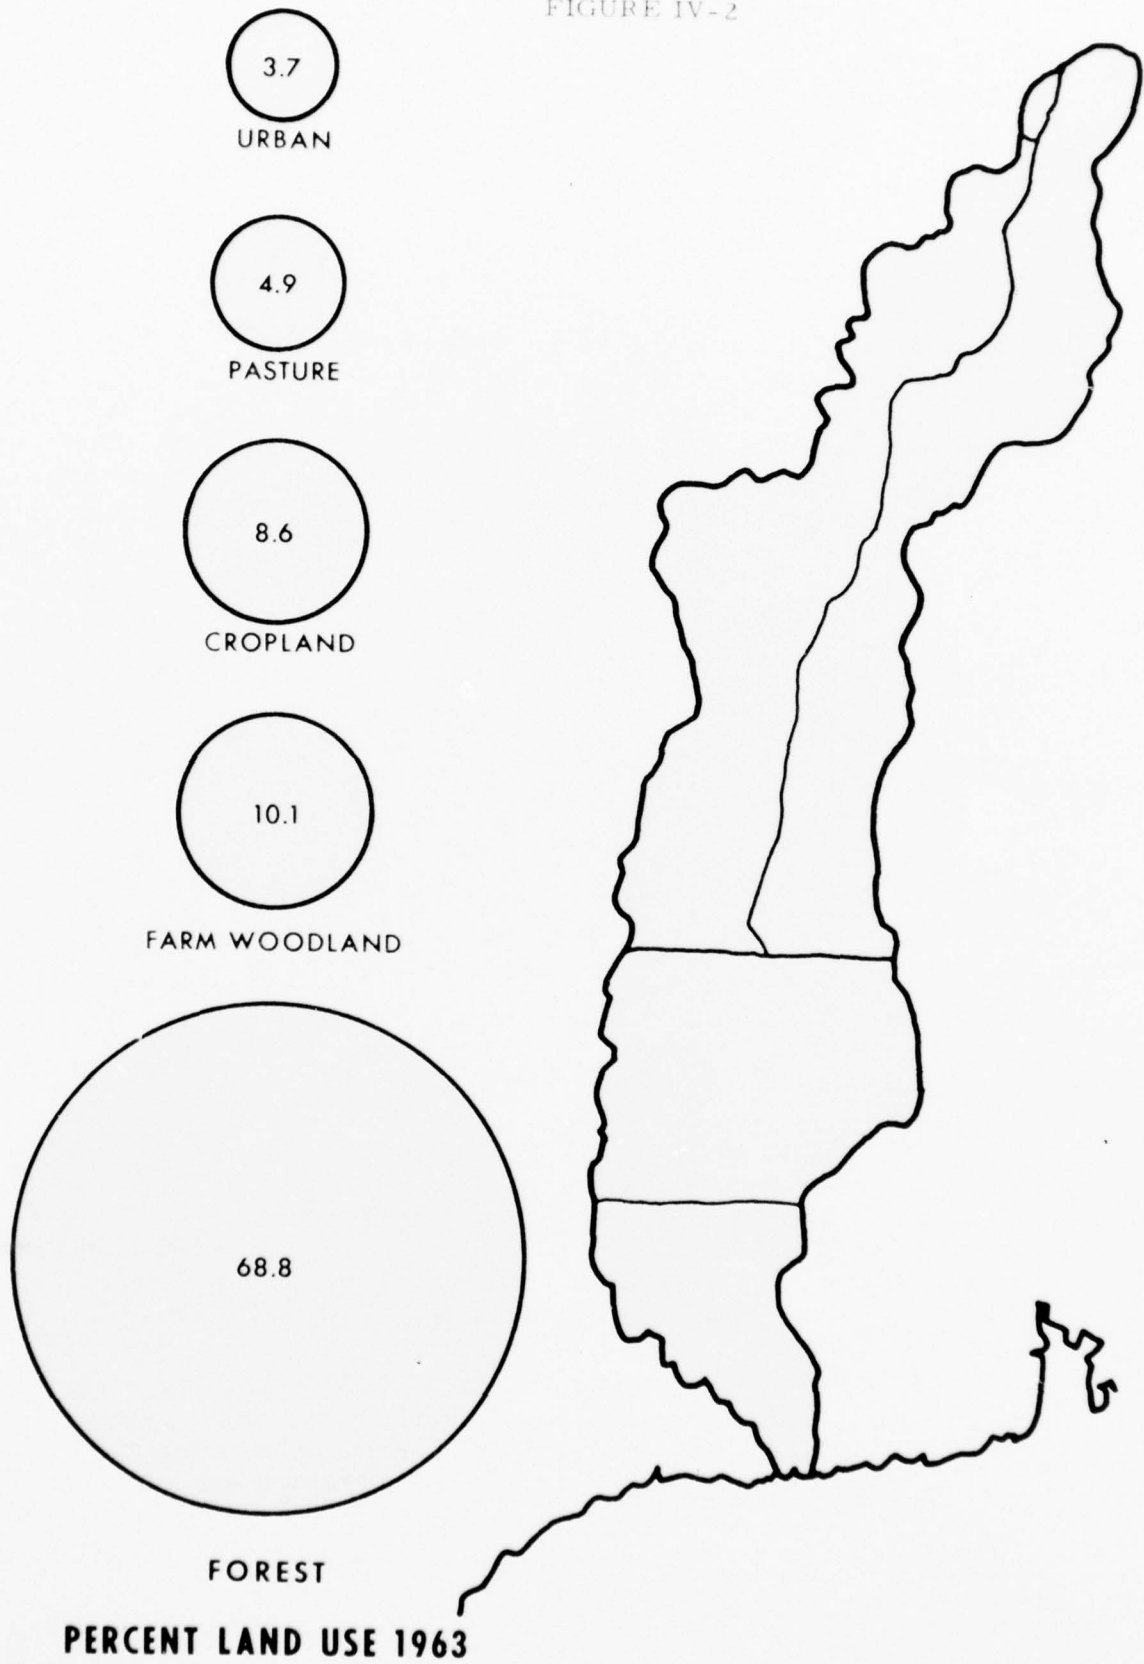 FIGURE IV-2
3.7
URBAN
4.9
PASTURE
8.6
CROPLAND
10.1
FARM WOODLAND
68.8
FOREST
PERCENT LAND USE 1963